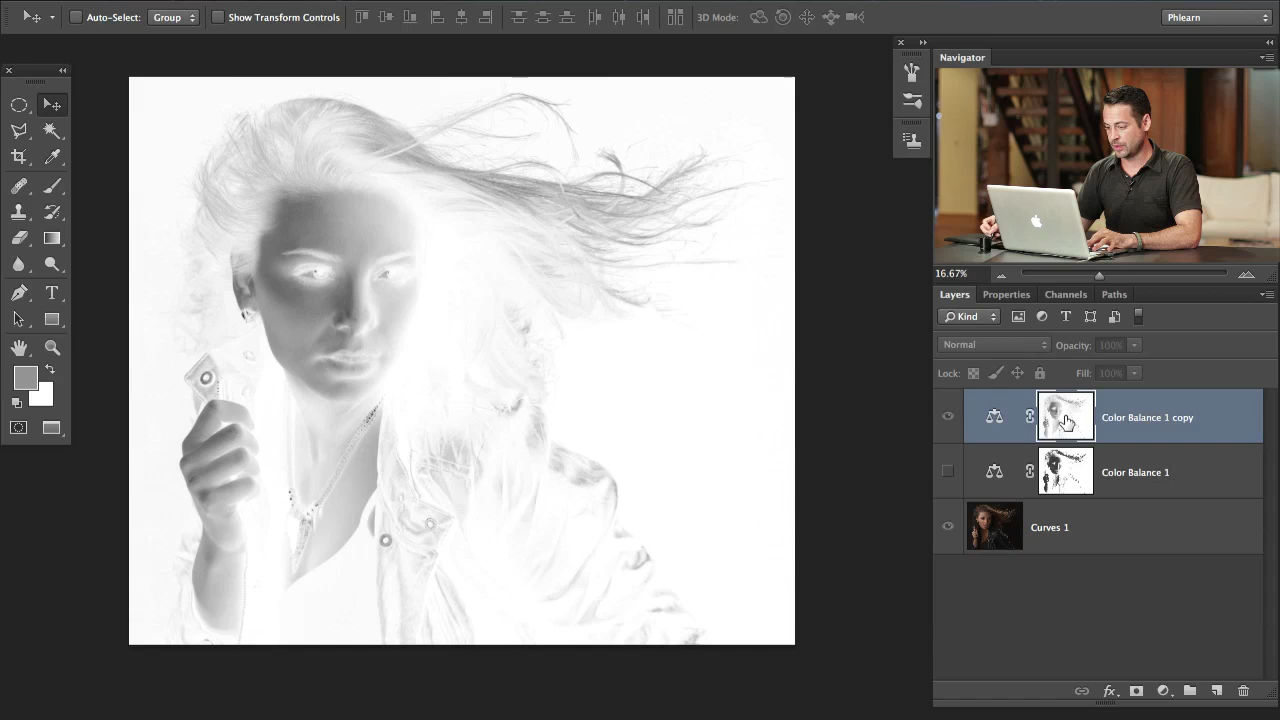 Auto-Select:
Group
Show Transform Controls
3D Mode:
Phlearn
Navigator
16.67%
Layers
Properties
Channels
Paths
Kind
T
Normal
Opacity:
100%
Lock:
Fill:
100%
Color Balance 1 copy
Color Balance 1
Curves 1
fx
T